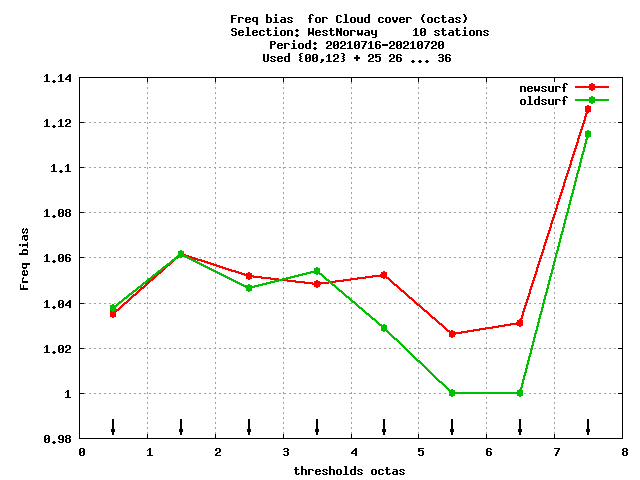 Freq bias  for Cloud cover (octas)
Selection: WestNorway     10 stations
Period: 20210716-20210720
Used {00,12} + 25 26 ... 36
newsurf
oldsurf
1.14
1.12
1.1
1.08
1.06
1.04
1.02
1
0.98
Freq bias
0 1 2 3 4 5 6 7 8
thresholds octas